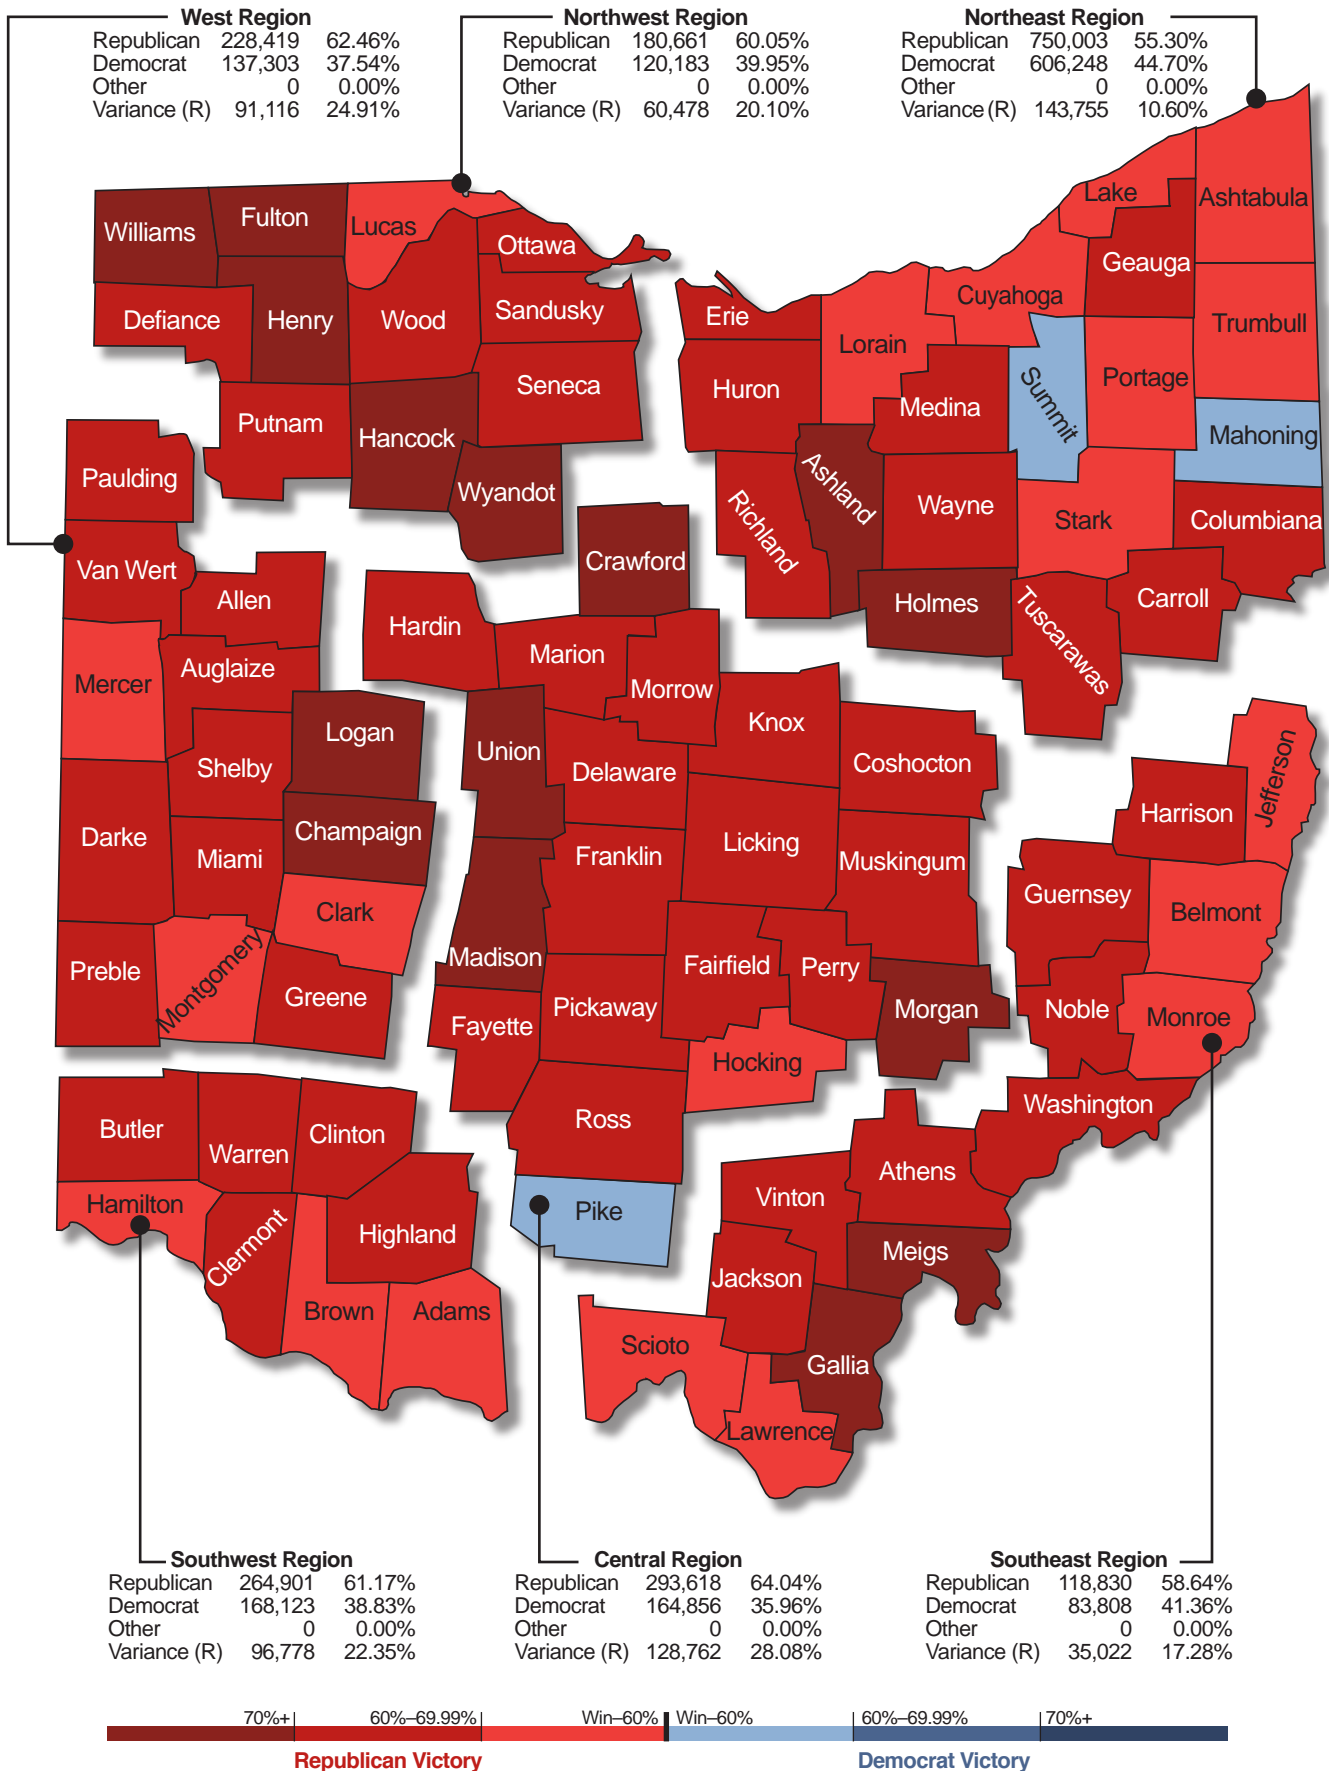 West Region
Republican 228,419 62.46%
Democrat 137,303 37.54%
Other 0 0.00%
Variance (R) 91,116 24.91%
Northwest Region
Republican 180,661 60.05%
Democrat 120,183 39.95%
Other 0 0.00%
Variance (R) 60,478 20.10%
Northeast Region
Republican 750,003 55.30%
Democrat 606,248 44.70%
Other 0 0.00%
Variance (R) 143,755 10.60%
Williams
Fulton
Lucas
Ottawa
Defiance
Henry
Wood
Sandusky
Seneca
Putnam
Hancock
Wyandot
Lake
Ashtabula
Geauga
Cuyahoga
Erie
Lorain
Trumbull
Huron
Medina
Summit
Portage
Mahoning
Richland
Ashland
Wayne
Stark
Columbiana
Holmes
Tuscarawas
Carroll
Paulding
Van Wert
Allen
Mercer
Auglaize
Logan
Shelby
Darke
Champaign
Miami
Clark
Preble
Montgomery
Greene
Crawford
Hardin
Marion
Morrow
Union
Knox
Delaware
Coshocton
Franklin
Licking
Muskingum
Madison
Fairfield
Perry
Pickaway
Fayette
Morgan
Hocking
Ross
Pike
Jefferson
Harrison
Guernsey
Belmont
Noble
Monroe
Washington
Athens
Vinton
Meigs
Jackson
Gallia
Scioto
Lawrence
Butler
Warren
Clinton
Hamilton
Clermont
Highland
Brown
Adams
Southwest Region
Republican 264,901 61.17%
Democrat 168,123 38.83%
Other 0 0.00%
Variance (R) 96,778 22.35%
Central Region
Republican 293,618 64.04%
Democrat 164,856 35.96%
Other 0 0.00%
Variance (R) 128,762 28.08%
Southeast Region
Republican 118,830 58.64%
Democrat 83,808 41.36%
Other 0 0.00%
Variance (R) 35,022 17.28%
70%+ 60%–69.99% Win–60% Win–60% 60%–69.99% 70%+
Republican Victory Democrat Victory